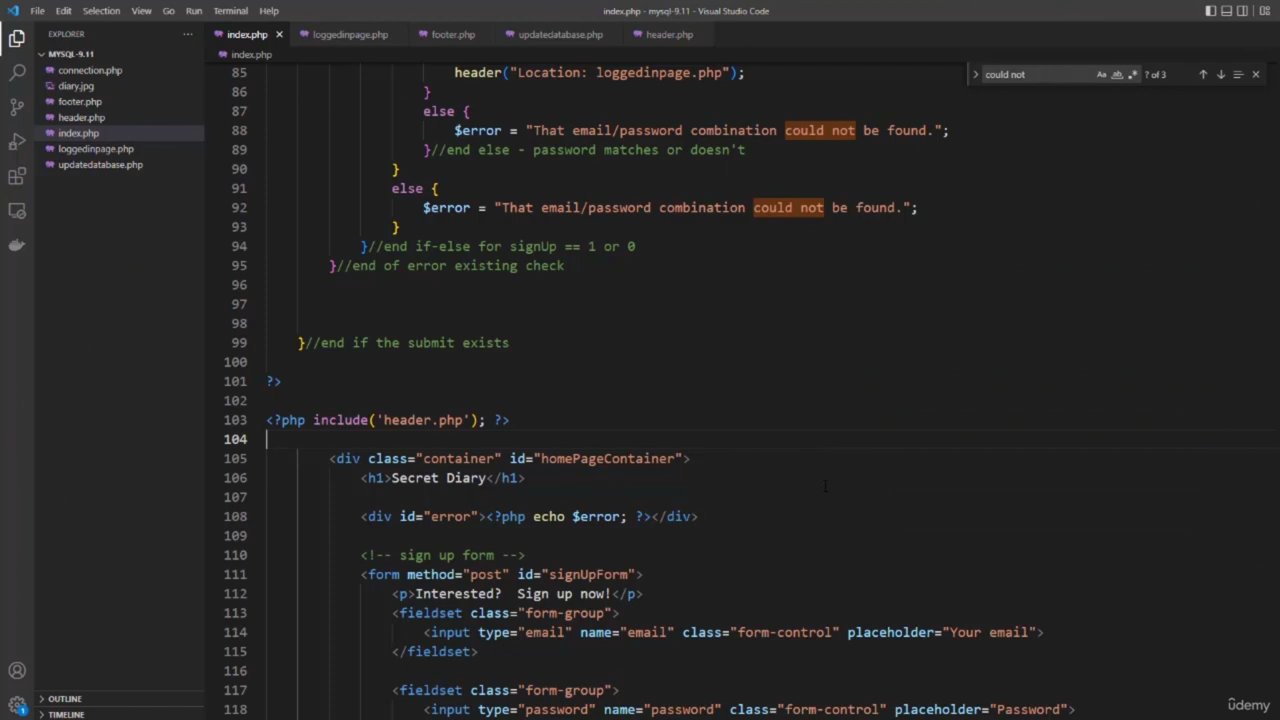 File Edit Selection View Go Run Terminal Help
index.php - mysql-9.11 - Visual Studio Code
EXPLORER
index.php loggedinpage.php footer.php updatedatabase.php header.php
MYSQL-9.11
connection.php
diary.jpg
footer.php
header.php
index.php
loggedinpage.php
updatedatabase.php
OUTLINE
TIMELINE
1
index.php
could not Aa ab .* ? of 3
85 header("Location: loggedinpage.php");
86 }
87 else {
88 $error = "That email/password combination could not be found.";
89 }//end else - password matches or doesn't
90 }
91 else {
92 $error = "That email/password combination could not be found.";
93 }
94 }//end if-else for signUp == 1 or 0
95 }//end of error existing check
96
97
98
99 }//end if the submit exists
100
101 ?>
102
103 <?php include('header.php'); ?>
104
105 <div class="container" id="homePageContainer">
106 <h1>Secret Diary</h1>
107
108 <div id="error"><?php echo $error; ?></div>
109
110 <!-- sign up form -->
111 <form method="post" id="signUpForm">
112 <p>Interested?  Sign up now!</p>
113 <fieldset class="form-group">
114 <input type="email" name="email" class="form-control" placeholder="Your email">
115 </fieldset>
116
117 <fieldset class="form-group">
118 <input type="password" name="password" class="form-control" placeholder="Password">
ûdemy